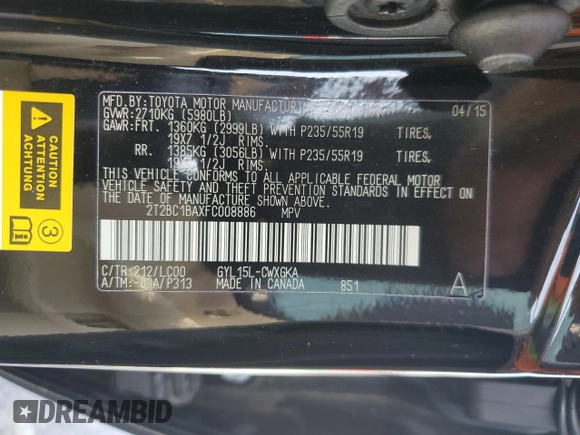 MFD.BY: TOYOTA MOTOR MANUFACTURING 04/15
GVWR: 2710KG (5980LB)
GAWR: FRT. 1360KG (2999LB) WITH P235/55R19 TIRES,
19X7 1/2J RIMS.
RR. 1385KG (3056LB) WITH P235/55R19 TIRES,
19X7 1/2J RIMS.
THIS VEHICLE CONFORMS TO ALL APPLICABLE FEDERAL MOTOR
VEHICLE SAFETY AND THEFT PREVENTION STANDARDS IN EFFECT ON
THE DATE OF MANUFACTURE SHOWN ABOVE.
2T2BC1BAXFC008886 MPV
C/TR: 212/LC00 GYL15L-CWXGKA
A/TM: -03A/P313 MADE IN CANADA 851 A
CAUTION
ATTENTION
ACHTUNG
3
DREAMBID